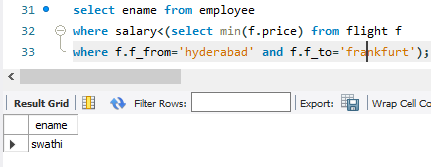 31 select ename from employee
32 where salary<(select min(f.price) from flight f
33 where f.f_from='hyderabad' and f.f_to='frankfurt');
Result Grid Filter Rows: Export: Wrap Cell Co
ename
swathi